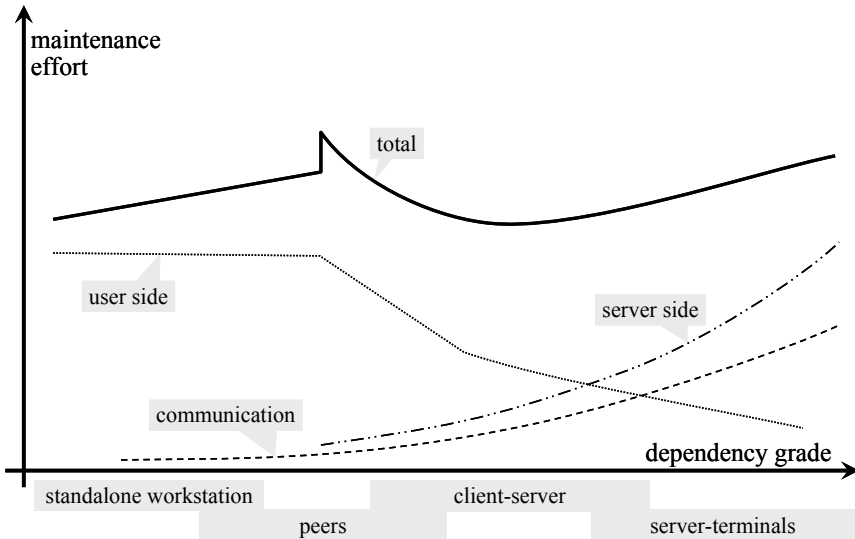 maintenance
effort
total
user side
server side
communication
dependency grade
standalone workstation
client-server
peers
server-terminals